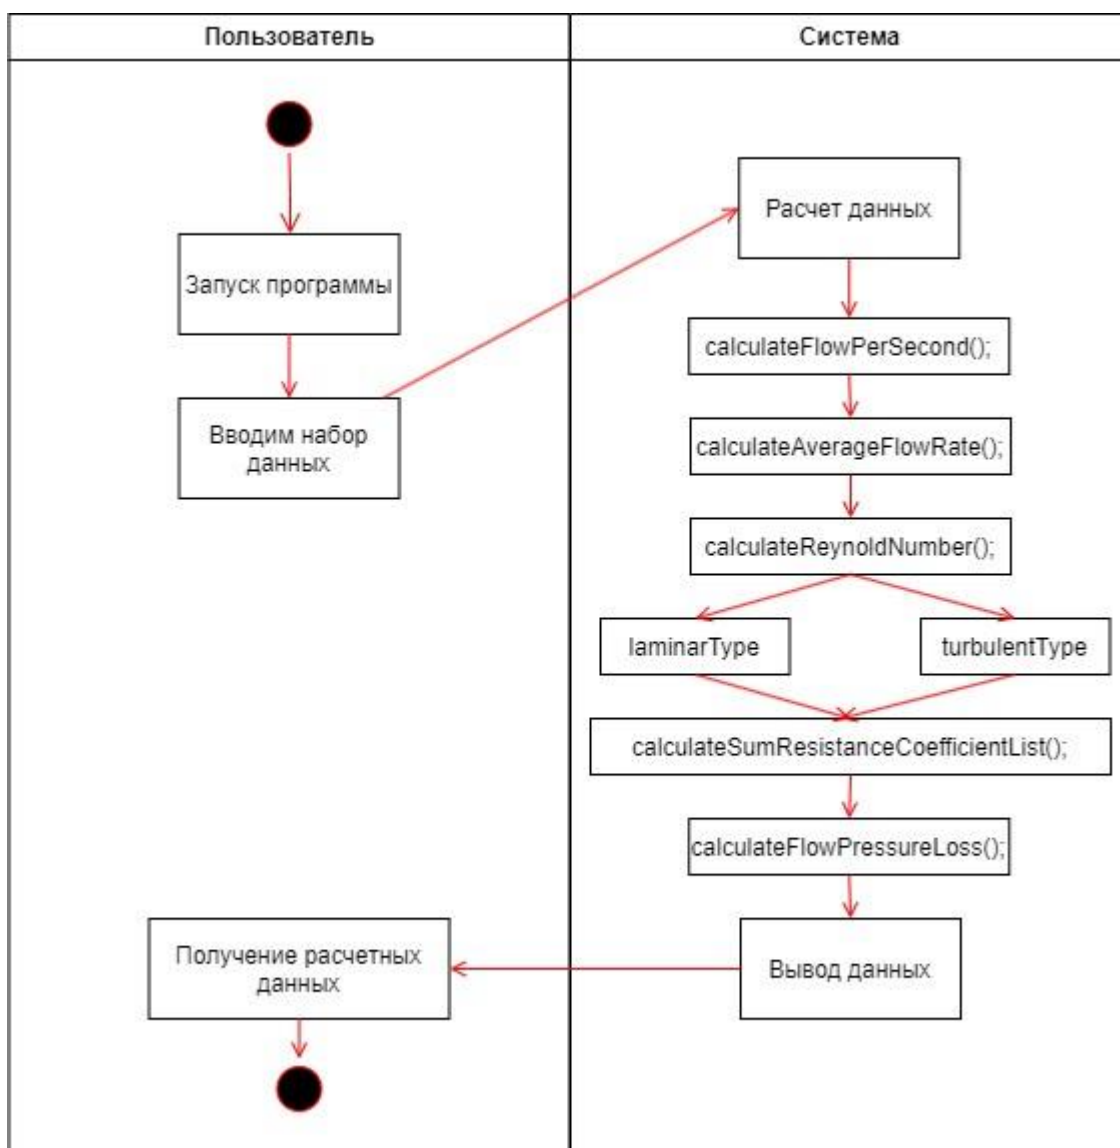 Пользователь
Система
Запуск программы
Вводим набор
данных
Расчет данных
calculateFlowPerSecond();
calculateAverageFlowRate();
calculateReynoldNumber();
laminarType
turbulentType
calculateSumResistanceCoefficientList();
calculateFlowPressureLoss();
Вывод данных
Получение расчетных
данных